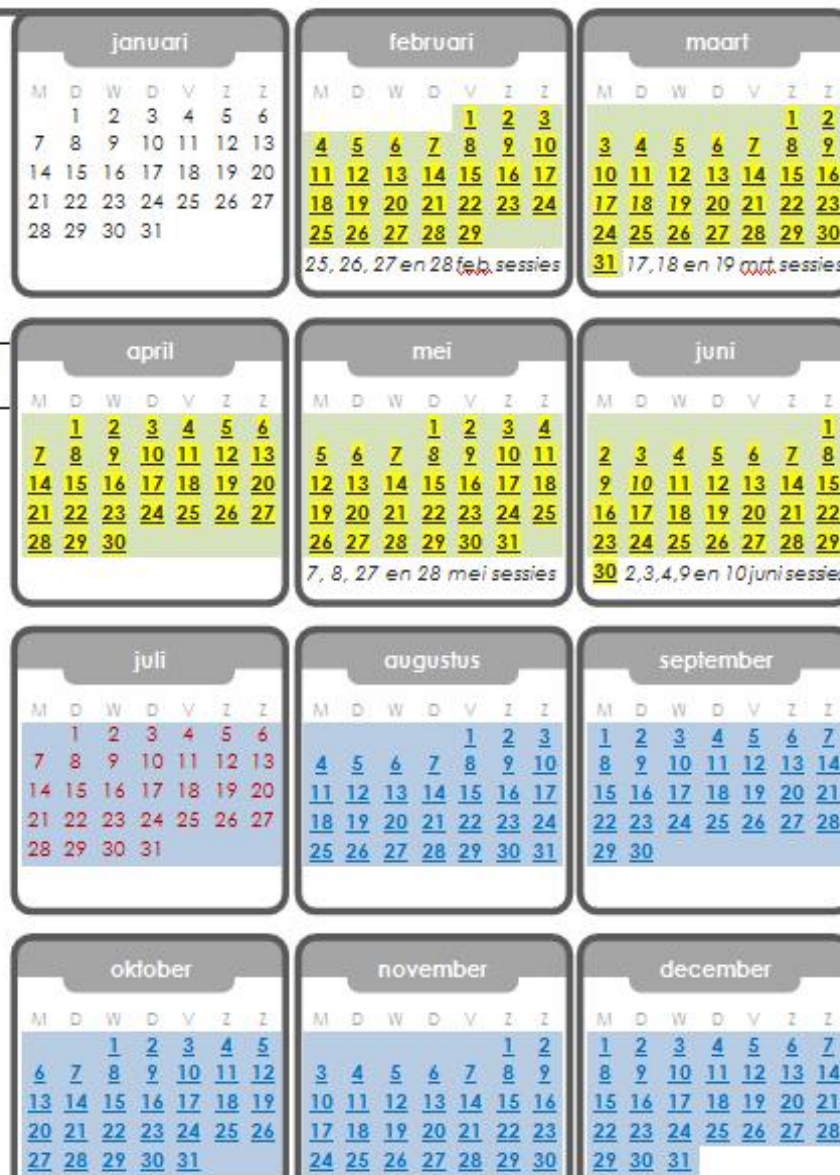 januari
M D W D V Z Z
1 2 3 4 5 6
7 8 9 10 11 12 13
14 15 16 17 18 19 20
21 22 23 24 25 26 27
28 29 30 31
februari
M D W D V Z Z
1 2 3
4 5 6 7 8 9 10
11 12 13 14 15 16 17
18 19 20 21 22 23 24
25 26 27 28 29
25, 26, 27 en 28 feb. sessies
maart
M D W D V Z Z
1 2
3 4 5 6 7 8 9
10 11 12 13 14 15 16
17 18 19 20 21 22 23
24 25 26 27 28 29 30
31 17,18 en 19 mrt. sessies
april
M D W D V Z Z
1 2 3 4 5 6
7 8 9 10 11 12 13
14 15 16 17 18 19 20
21 22 23 24 25 26 27
28 29 30
mei
M D W D V Z Z
1 2 3 4
5 6 7 8 9 10 11
12 13 14 15 16 17 18
19 20 21 22 23 24 25
26 27 28 29 30 31
7, 8, 27 en 28 mei sessies
juni
M D W D V Z Z
1
2 3 4 5 6 7 8
9 10 11 12 13 14 15
16 17 18 19 20 21 22
23 24 25 26 27 28 29
30 2,3,4,9 en 10 juni sessies
juli
M D W D V Z Z
1 2 3 4 5 6
7 8 9 10 11 12 13
14 15 16 17 18 19 20
21 22 23 24 25 26 27
28 29 30 31
augustus
M D W D V Z Z
1 2 3
4 5 6 7 8 9 10
11 12 13 14 15 16 17
18 19 20 21 22 23 24
25 26 27 28 29 30 31
september
M D W D V Z Z
1 2 3 4 5 6 7
8 9 10 11 12 13 14
15 16 17 18 19 20 21
22 23 24 25 26 27 28
29 30
oktober
M D W D V Z Z
1 2 3 4 5
6 7 8 9 10 11 12
13 14 15 16 17 18 19
20 21 22 23 24 25 26
27 28 29 30 31
november
M D W D V Z Z
1 2
3 4 5 6 7 8 9
10 11 12 13 14 15 16
17 18 19 20 21 22 23
24 25 26 27 28 29 30
december
M D W D V Z Z
1 2 3 4 5 6 7
8 9 10 11 12 13 14
15 16 17 18 19 20 21
22 23 24 25 26 27 28
29 30 31